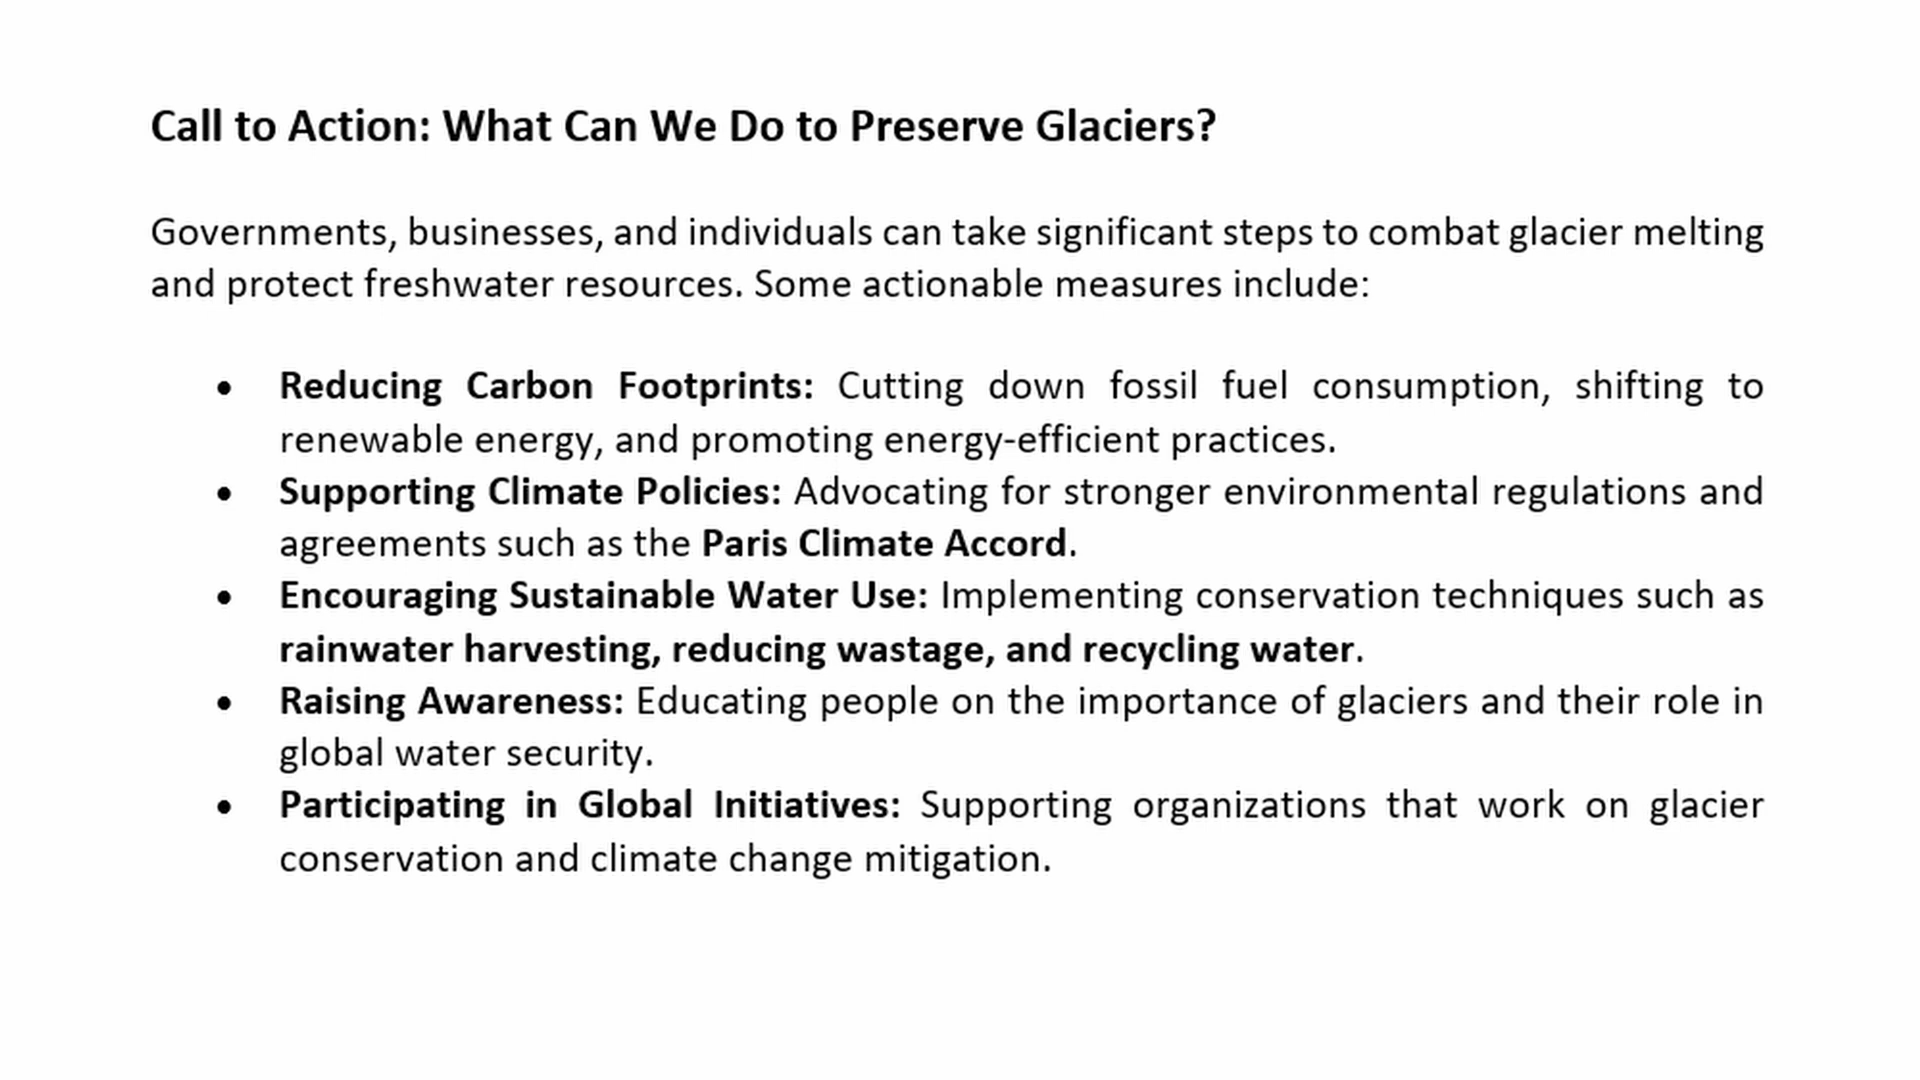 Call to Action: What Can We Do to Preserve Glaciers?
Governments, businesses, and individuals can take significant steps to combat glacier melting
and protect freshwater resources. Some actionable measures include:
• Reducing Carbon Footprints: Cutting down fossil fuel consumption, shifting to
renewable energy, and promoting energy-efficient practices.
• Supporting Climate Policies: Advocating for stronger environmental regulations and
agreements such as the Paris Climate Accord.
• Encouraging Sustainable Water Use: Implementing conservation techniques such as
rainwater harvesting, reducing wastage, and recycling water.
• Raising Awareness: Educating people on the importance of glaciers and their role in
global water security.
• Participating in Global Initiatives: Supporting organizations that work on glacier
conservation and climate change mitigation.